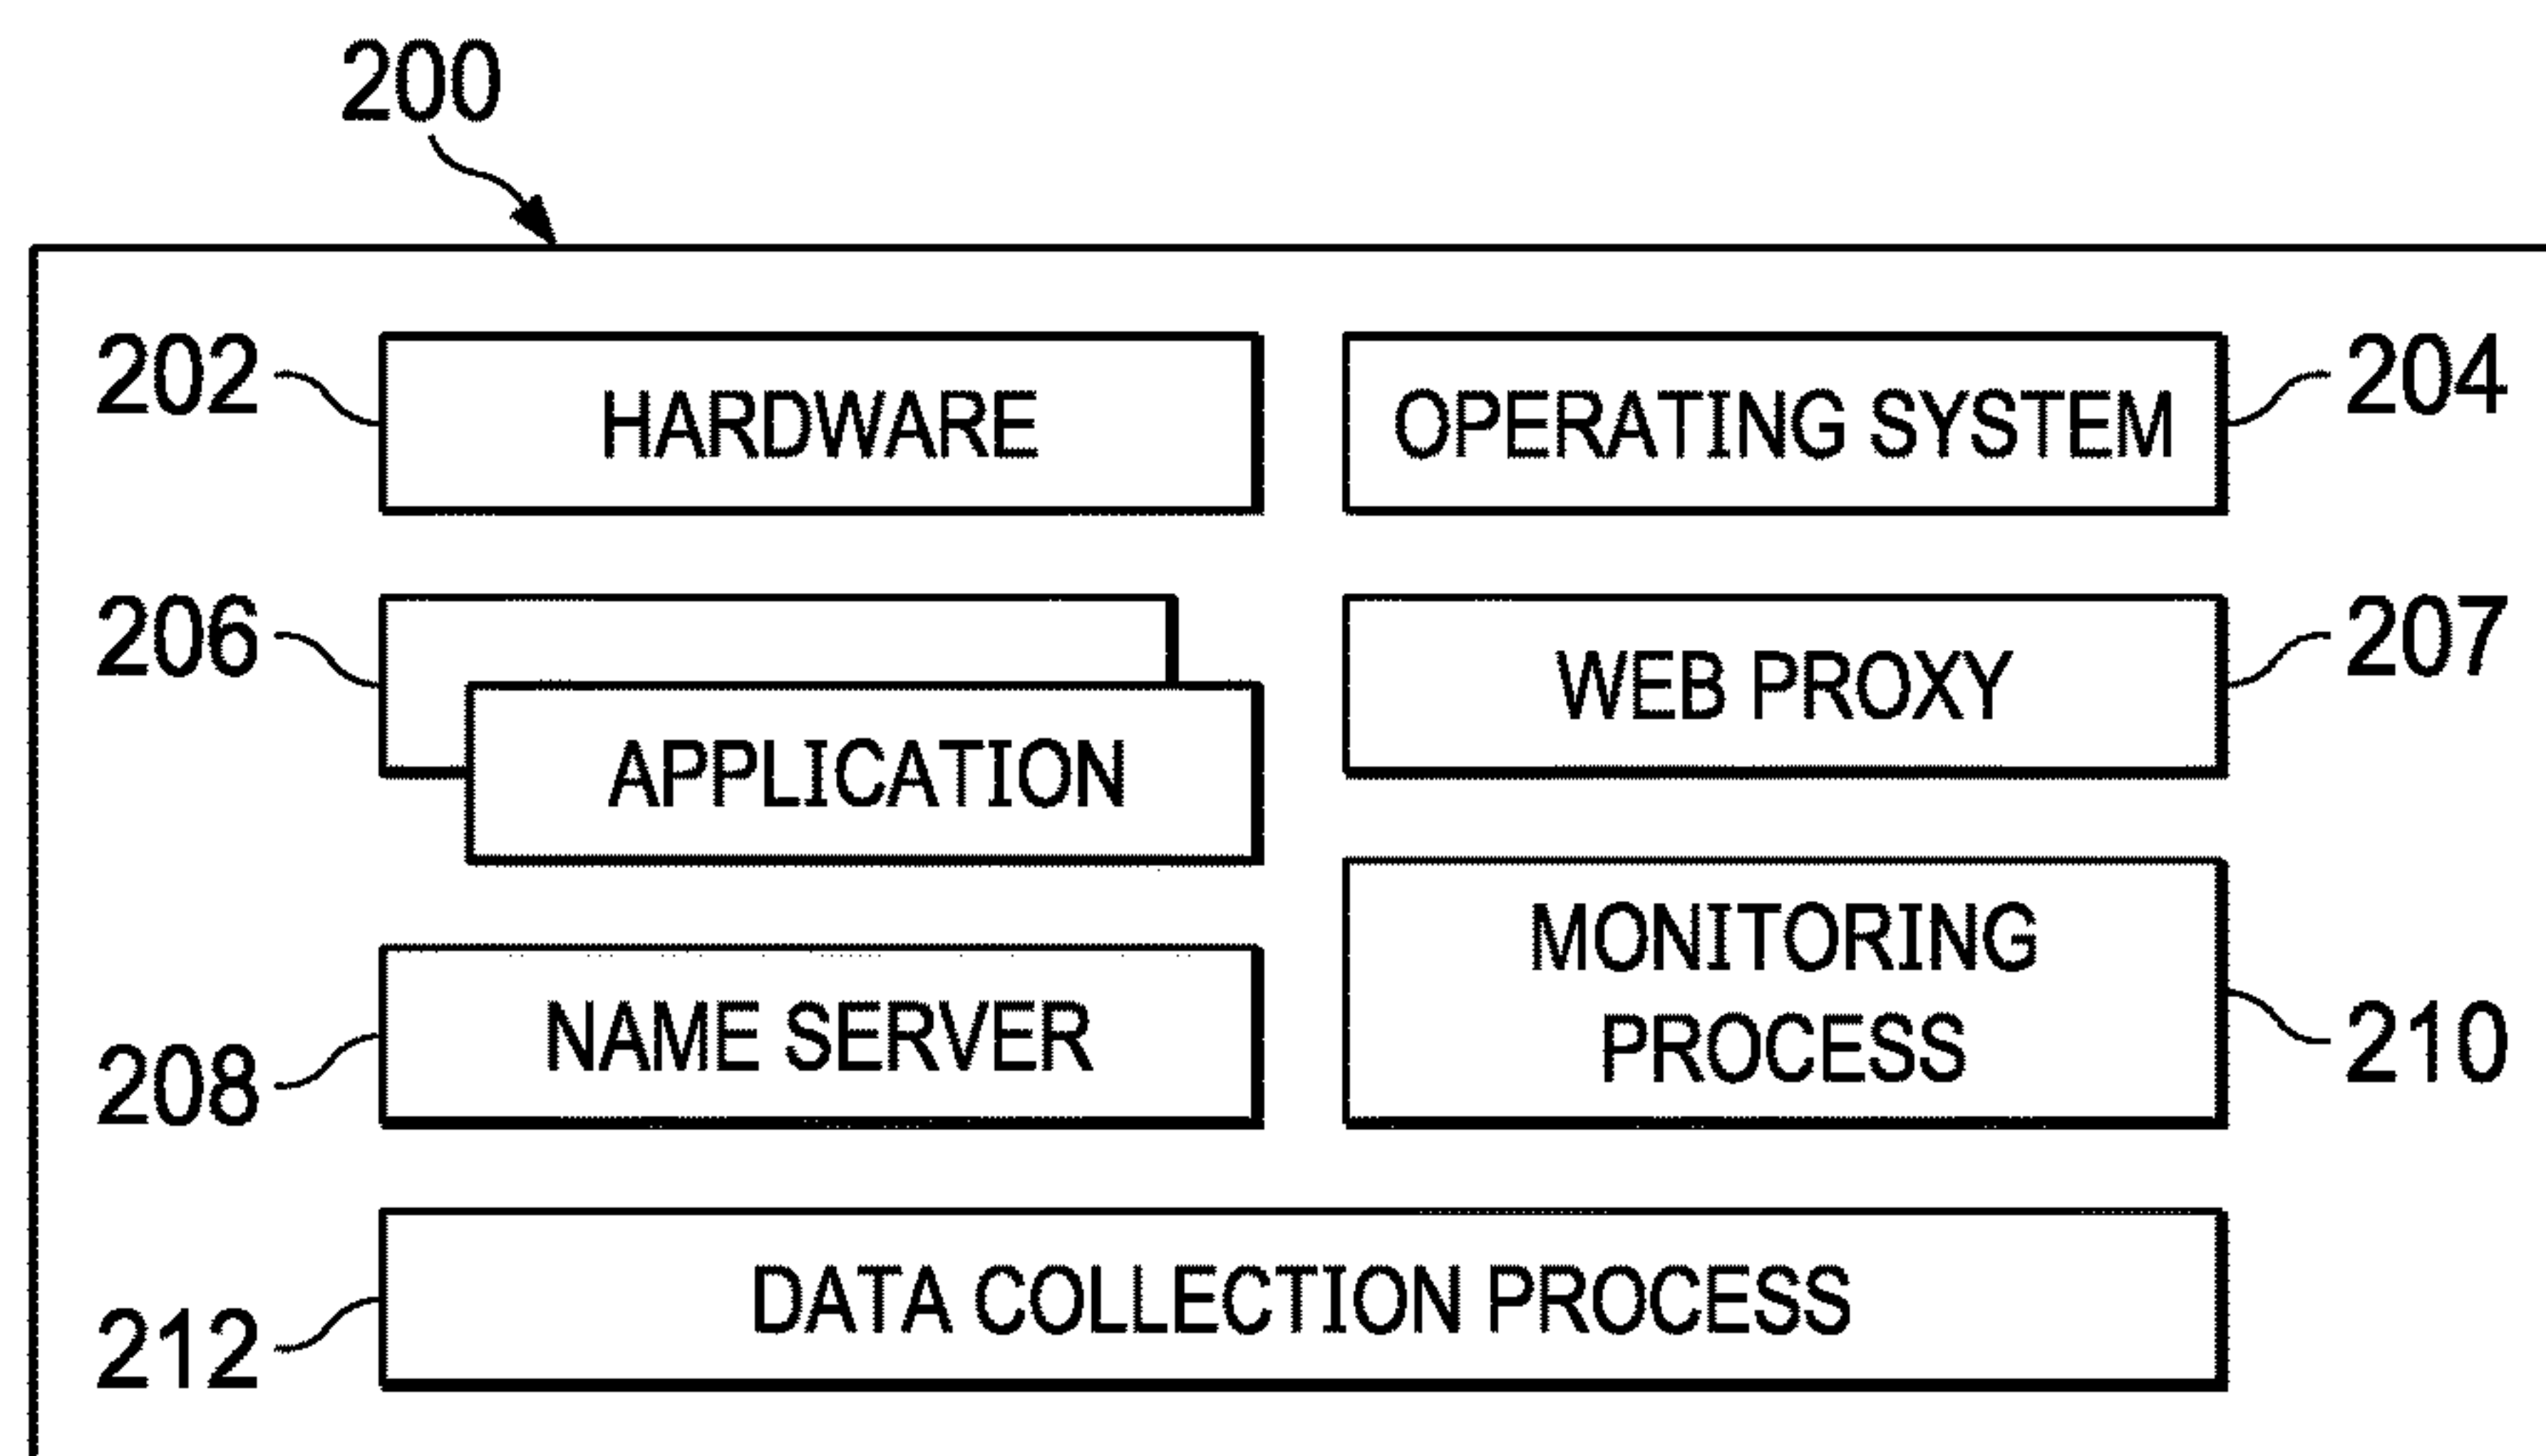 200
202 HARDWARE OPERATING SYSTEM 204
206 APPLICATION WEB PROXY 207
208 NAME SERVER MONITORING
PROCESS 210
212 DATA COLLECTION PROCESS